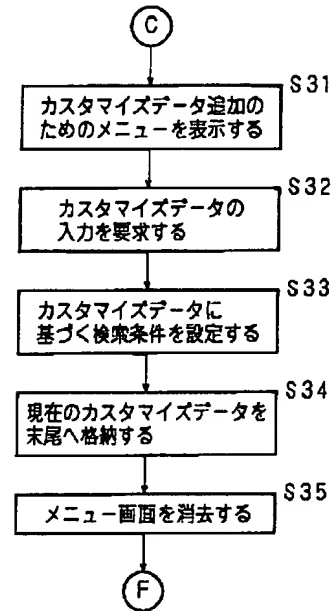 C
S31
カスタマイズデータ追加の
ためのメニューを表示する
S32
カスタマイズデータの
入力を要求する
S33
カスタマイズデータに
基づく検索条件を設定する
S34
現在のカスタマイズデータを
末尾へ格納する
S35
メニュー画面を消去する
F